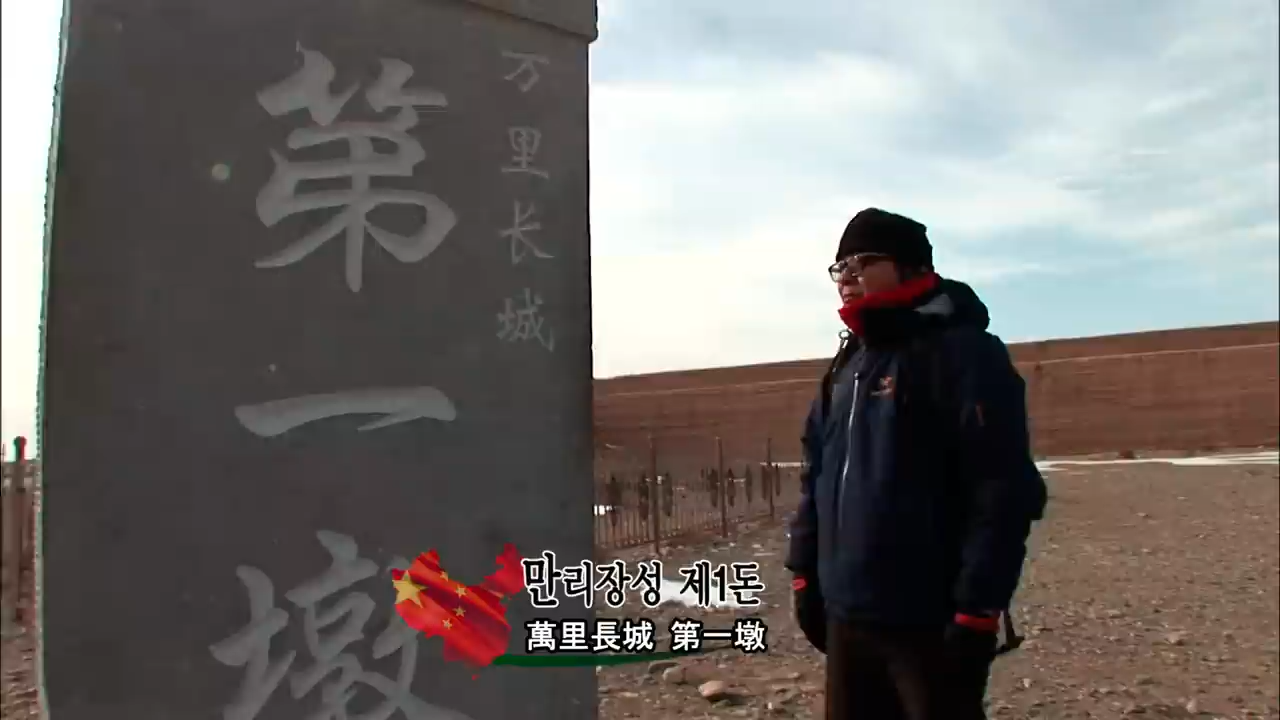 万里长城
第一墩
만리장성 제1돈
萬里長城 第一墩